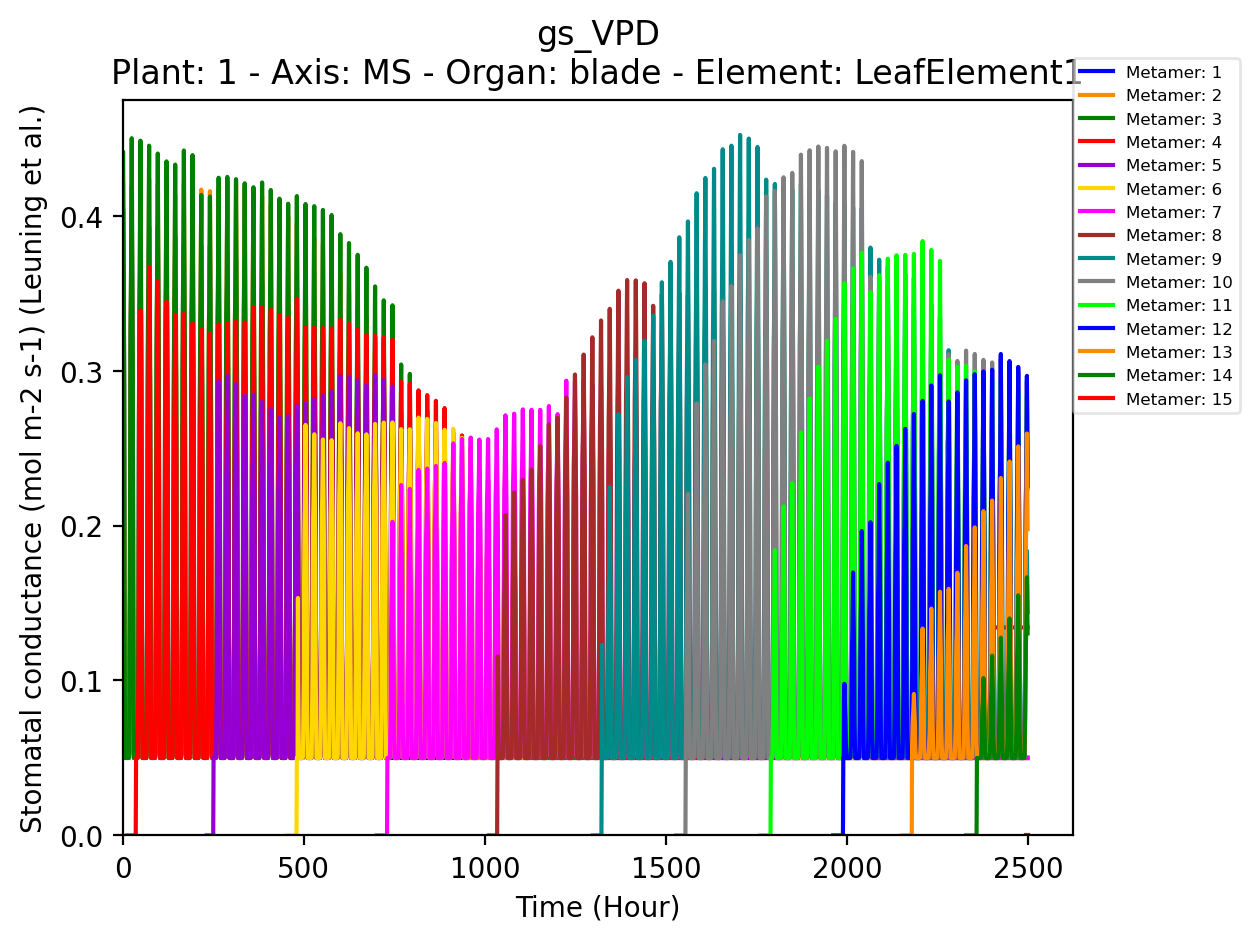 gs_VPD
Plant: 1 - Axis: MS - Organ: blade - Element: LeafElement1
Stomatal conductance (mol m-2 s-1) (Leuning et al.)
0.4
0.3
0.2
0.1
0.0
0
500
1000
1500
2000
2500
Time (Hour)
Metamer: 1
Metamer: 2
Metamer: 3
Metamer: 4
Metamer: 5
Metamer: 6
Metamer: 7
Metamer: 8
Metamer: 9
Metamer: 10
Metamer: 11
Metamer: 12
Metamer: 13
Metamer: 14
Metamer: 15